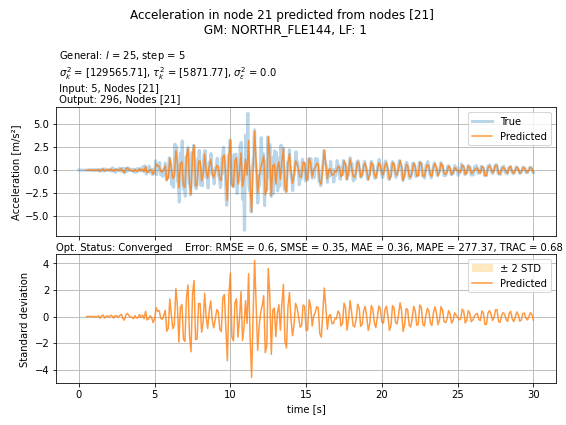 Acceleration in node 21 predicted from nodes [21]
GM: NORTHR_FLE144, LF: 1
General: l = 25, step = 5
σ²ₖ = [129565.71], τ²ₖ = [5871.77], σ²ε = 0.0
Input: 5, Nodes [21]
Output: 296, Nodes [21]
5.0
2.5
0.0
−2.5
−5.0
Acceleration [m/s²]
True
Predicted
Opt. Status: Converged Error: RMSE = 0.6, SMSE = 0.35, MAE = 0.36, MAPE = 277.37, TRAC = 0.68
4
2
0
−2
−4
Standard deviation
± 2 STD
Predicted
0 5 10 15 20 25 30
time [s]